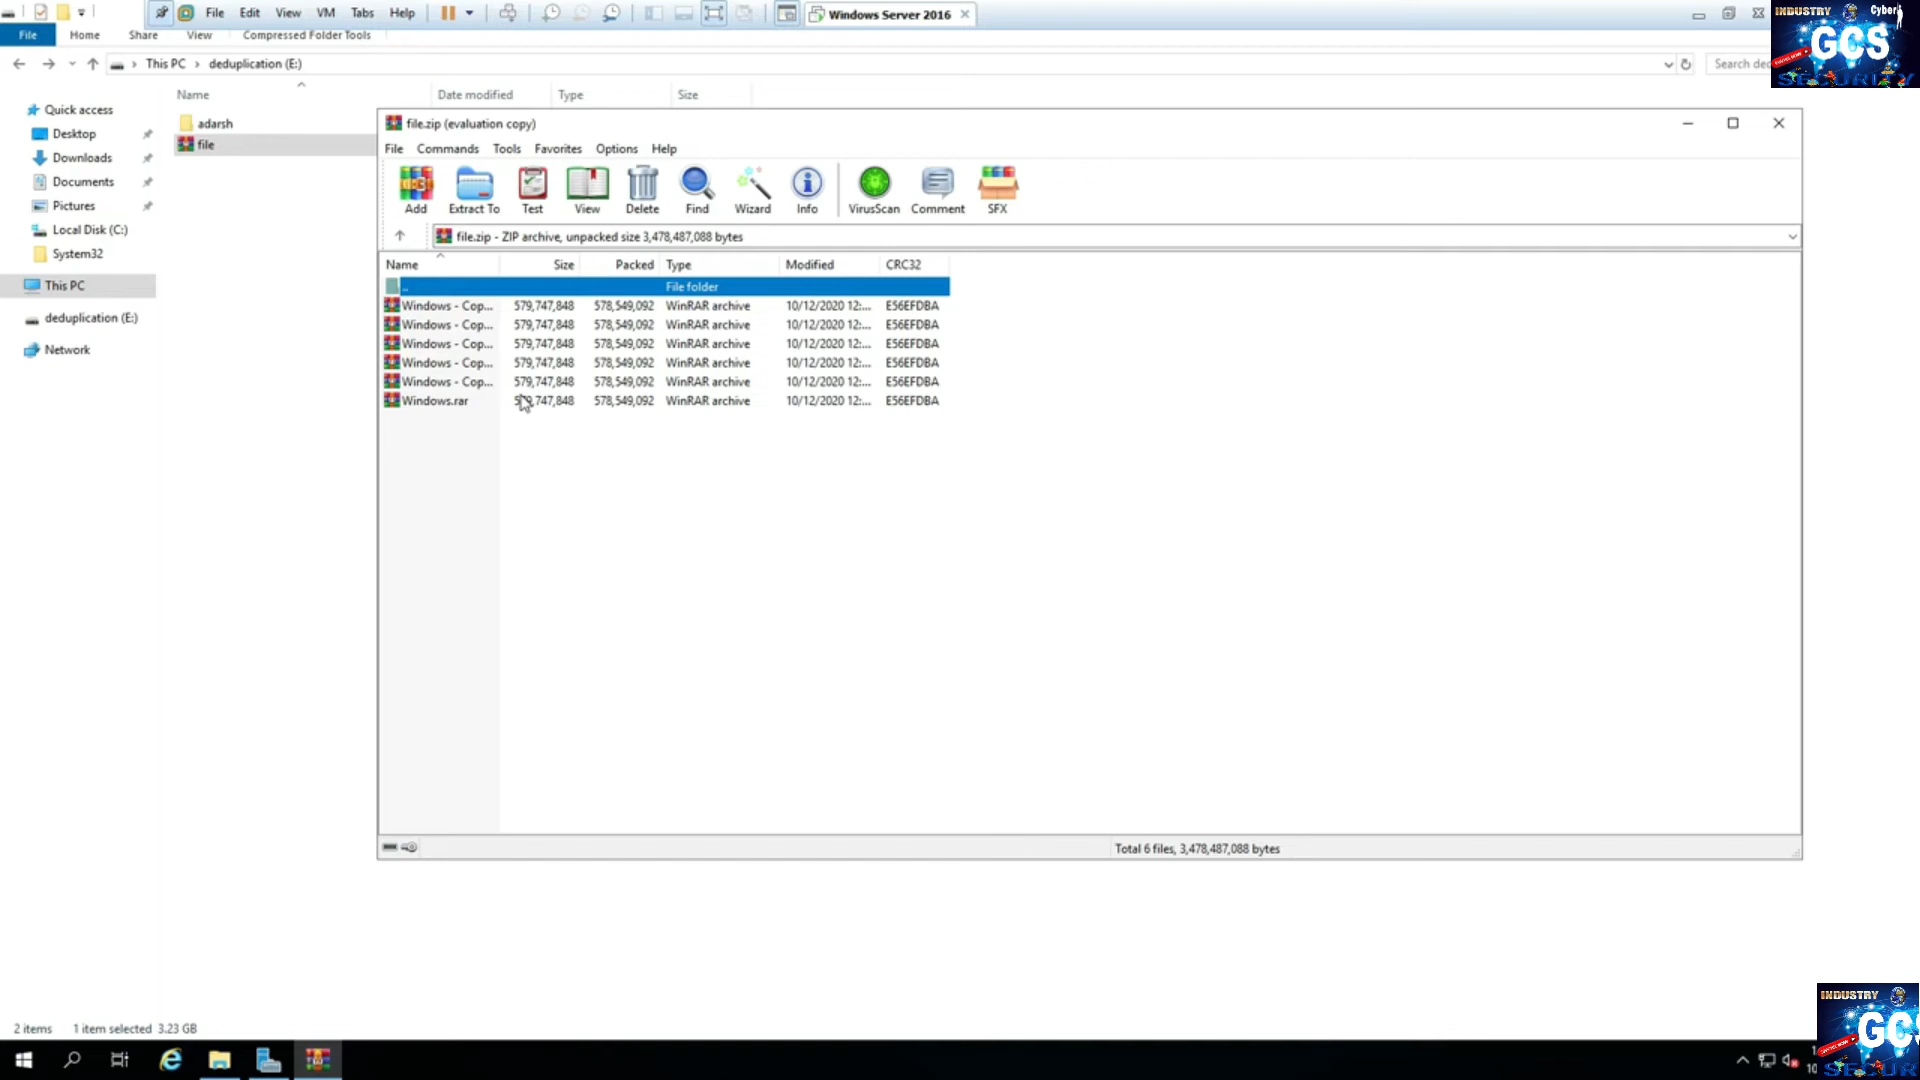 File Edit View VM Tabs Help
Windows Server 2016
File Home Share View Compressed Folder Tools
This PC > deduplication (E:)
Search ded
Name Date modified Type Size
Quick access
Desktop
Downloads
Documents
Pictures
Local Disk (C:)
System32
This PC
deduplication (E:)
Network
adarsh
file
file.zip (evaluation copy)
File Commands Tools Favorites Options Help
Add Extract To Test View Delete Find Wizard Info VirusScan Comment SFX
file.zip - ZIP archive, unpacked size 3,478,487,088 bytes
Name Size Packed Type Modified CRC32
.. File folder
Windows - Cop... 579,747,848 578,549,092 WinRAR archive 10/12/2020 12:... E56EFDBA
Windows - Cop... 579,747,848 578,549,092 WinRAR archive 10/12/2020 12:... E56EFDBA
Windows - Cop... 579,747,848 578,549,092 WinRAR archive 10/12/2020 12:... E56EFDBA
Windows - Cop... 579,747,848 578,549,092 WinRAR archive 10/12/2020 12:... E56EFDBA
Windows - Cop... 579,747,848 578,549,092 WinRAR archive 10/12/2020 12:... E56EFDBA
Windows.rar 579,747,848 578,549,092 WinRAR archive 10/12/2020 12:... E56EFDBA
Total 6 files, 3,478,487,088 bytes
2 items 1 item selected 3.23 GB
INDUSTRY Cyber
GCS
SECURITY
INDUSTRY
GCS
SECUR